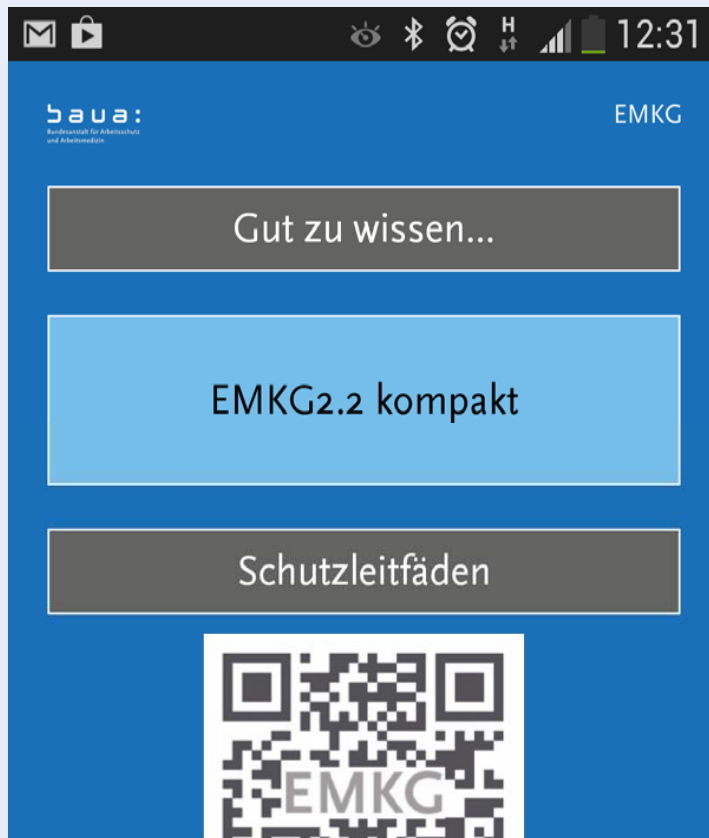 12:31
baua:
Bundesanstalt für Arbeitsschutz
und Arbeitsmedizin
EMKG
Gut zu wissen...
EMKG2.2 kompakt
Schutzleitfäden
EMKG